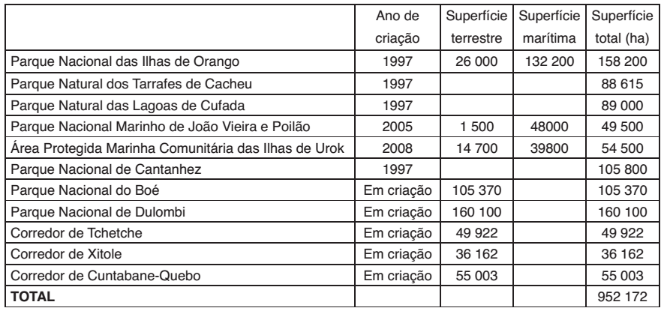 Ano de criação Superfície terrestre Superfície marítima Superfície total (ha)
Parque Nacional das Ilhas de Orango 1997 26 000 132 200 158 200
Parque Natural dos Tarrafes de Cacheu 1997 88 615
Parque Natural das Lagoas de Cufada 1997 89 000
Parque Nacional Marinho de João Vieira e Poilão 2005 1 500 48000 49 500
Área Protegida Marinha Comunitária das Ilhas de Urok 2008 14 700 39800 54 500
Parque Nacional de Cantanhez 1997 105 800
Parque Nacional do Boé Em criação 105 370 105 370
Parque Nacional de Dulombi Em criação 160 100 160 100
Corredor de Tchetche Em criação 49 922 49 922
Corredor de Xitole Em criação 36 162 36 162
Corredor de Cuntabane-Quebo Em criação 55 003 55 003
TOTAL 952 172